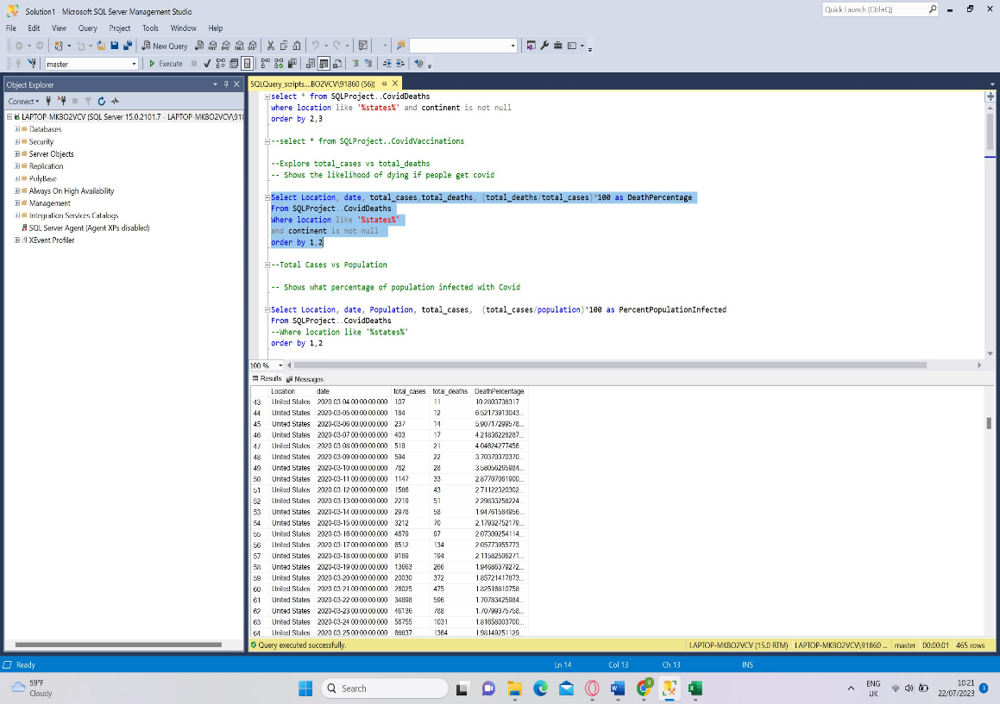 Solution1 - Microsoft SQL Server Management Studio
Quick Launch (Ctrl+Q)
File Edit View Query Project Tools Window Help
New Query
master
Execute
Object Explorer
SQLQuery_scripts....BO2VCV\91860 (56))
Connect
LAPTOP-MKBO2VCV (SQL Server 15.0.2101.7 - LAPTOP-MKBO2VCV\918
Databases
Security
Server Objects
Replication
PolyBase
Always On High Availability
Management
Integration Services Catalogs
SQL Server Agent (Agent XPs disabled)
XEvent Profiler
select * from SQLProject..CovidDeaths
where location like '%states%' and continent is not null
order by 2,3
--select * from SQLProject..CovidVaccinations
--Explore total_cases vs total_deaths
-- Shows the likelihood of dying if people get covid
Select Location, date, total_cases,total_deaths, (total_deaths/total_cases)*100 as DeathPercentage
From SQLProject..CovidDeaths
Where location like '%states%'
and continent is not null
order by 1,2
--Total Cases vs Population
-- Shows what percentage of population infected with Covid
Select Location, date, Population, total_cases, (total_cases/population)*100 as PercentPopulationInfected
From SQLProject..CovidDeaths
--Where location like '%states%'
order by 1,2
100 %
Results Messages
Location date total_cases total_deaths DeathPercentage
43 United States 2020-03-04 00:00:00.000 107 11 10.2803738317...
44 United States 2020-03-05 00:00:00.000 184 12 6.52173913043...
45 United States 2020-03-06 00:00:00.000 237 14 5.90717299578...
46 United States 2020-03-07 00:00:00.000 403 17 4.21836228287...
47 United States 2020-03-08 00:00:00.000 519 21 4.04624277456...
48 United States 2020-03-09 00:00:00.000 594 22 3.70370370370...
49 United States 2020-03-10 00:00:00.000 782 28 3.58056265984...
50 United States 2020-03-11 00:00:00.000 1147 33 2.87707061900...
51 United States 2020-03-12 00:00:00.000 1586 43 2.71122320302...
52 United States 2020-03-13 00:00:00.000 2219 51 2.29833258224...
53 United States 2020-03-14 00:00:00.000 2978 58 1.94761584956...
54 United States 2020-03-15 00:00:00.000 3212 70 2.17932752179...
55 United States 2020-03-16 00:00:00.000 4679 97 2.07309254114...
56 United States 2020-03-17 00:00:00.000 6512 134 2.05773955773
57 United States 2020-03-18 00:00:00.000 9169 194 2.11582506271...
58 United States 2020-03-19 00:00:00.000 13663 266 1.94686379272...
59 United States 2020-03-20 00:00:00.000 20030 372 1.85721417873...
60 United States 2020-03-21 00:00:00.000 26025 475 1.82516810758
61 United States 2020-03-22 00:00:00.000 34898 596 1.70783425984...
62 United States 2020-03-23 00:00:00.000 46136 788 1.70799375758...
63 United States 2020-03-24 00:00:00.000 56755 1031 1.81658003700...
64 United States 2020-03-25 00:00:00.000 68837 1364 1.98149251129...
Query executed successfully. LAPTOP-MKBO2VCV (15.0 RTM) LAPTOP-MKBO2VCV\91860 ... master 00:00:01 465 rows
Ready Ln 14 Col 13 Ch 13 INS
59°F
Cloudy
Search
ENG
UK
10:21
22/07/2023
3